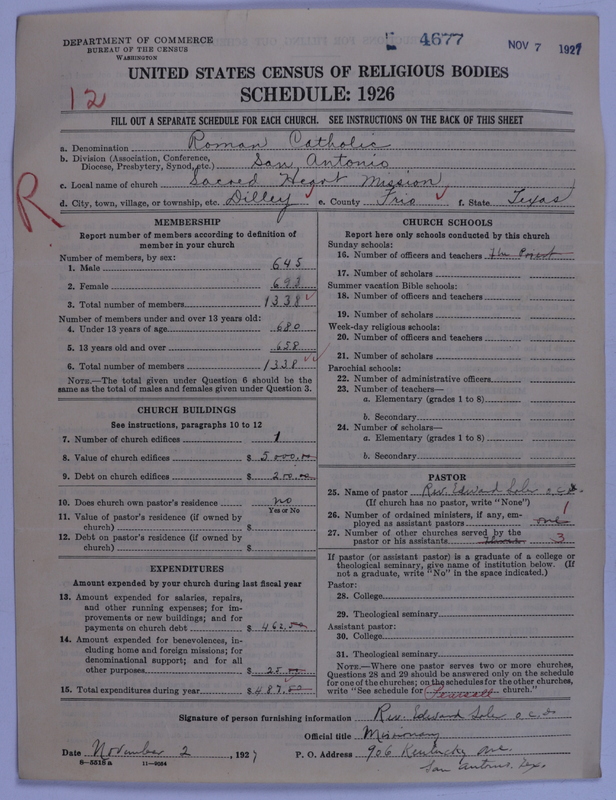 DEPARTMENT OF COMMERCE
BUREAU OF THE CENSUS
WASHINGTON
4677
NOV 7 1927
UNITED STATES CENSUS OF RELIGIOUS BODIES
12
SCHEDULE: 1926
FILL OUT A SEPARATE SCHEDULE FOR EACH CHURCH. SEE INSTRUCTIONS ON THE BACK OF THIS SHEET
a. Denomination Roman Catholic
b. Division (Association, Conference, Diocese, Presbytery, Synod, etc.) San Antonio
c. Local name of church Sacred Heart Mission
R
d. City, town, village, or township, etc. Dilley e. County Frio f. State Texas
MEMBERSHIP
Report number of members according to definition of
member in your church
Number of members, by sex:
1. Male 645
2. Female 693
3. Total number of members 1338
Number of members under and over 13 years old:
4. Under 13 years of age 680
5. 13 years old and over 658
6. Total number of members 1338
NOTE.—The total given under Question 6 should be
same as the total of males and females given under Question 3.
CHURCH BUILDINGS
See instructions, paragraphs 10 to 12
7. Number of church edifices 1
8. Value of church edifices $ 5000.00
9. Debt on church edifices $ 200.00
10. Does church own pastor's residence no
Yes or No
11. Value of pastor's residence (if owned by
church) $
12. Debt on pastor's residence (if owned by
church) $
EXPENDITURES
Amount expended by your church during last fiscal year
13. Amount expended for salaries, repairs,
and other running expenses; for im-
provements or new buildings; and for
payments on church debt $ 462.00
14. Amount expended for benevolences, in-
cluding home and foreign missions; for
denominational support; and for all
other purposes $ 25.00
15. Total expenditures during year $ 487.00
CHURCH SCHOOLS
Report here only schools conducted by this church
Sunday schools:
16. Number of officers and teachers
17. Number of scholars
Summer vacation Bible schools:
18. Number of officers and teachers
19. Number of scholars
Week-day religious schools:
20. Number of officers and teachers
21. Number of scholars
Parochial schools:
22. Number of administrative officers
23. Number of teachers—
a. Elementary (grades 1 to 8)
b. Secondary
24. Number of scholars—
a. Elementary (grades 1 to 8)
b. Secondary
PASTOR
25. Name of pastor Rev. Edward Soler o.c.d.
(If church has no pastor, write "None")
26. Number of ordained ministers, if any, em-
ployed as assistant pastors one 1
27. Number of other churches served by the
pastor or his assistants 3
If pastor (or assistant pastor) is a graduate of a college or
theological seminary, give name of institution below. (If
not a graduate, write "No" in the space indicated.)
Pastor:
28. College
29. Theological seminary
Assistant pastor:
30. College
31. Theological seminary
NOTE.—Where one pastor serves two or more churches,
Questions 28 and 29 should be answered only on the schedule
for one of the churches; on the schedules for the other churches,
write "See schedule for Pearsall church."
Signature of person furnishing information Rev. Edward Soler o.c.d.
Official title Missionary
Date November 2, 1927 P. O. Address 906 Kentucky Ave.
San Antonio, Tex.
8-5515a 11-9084